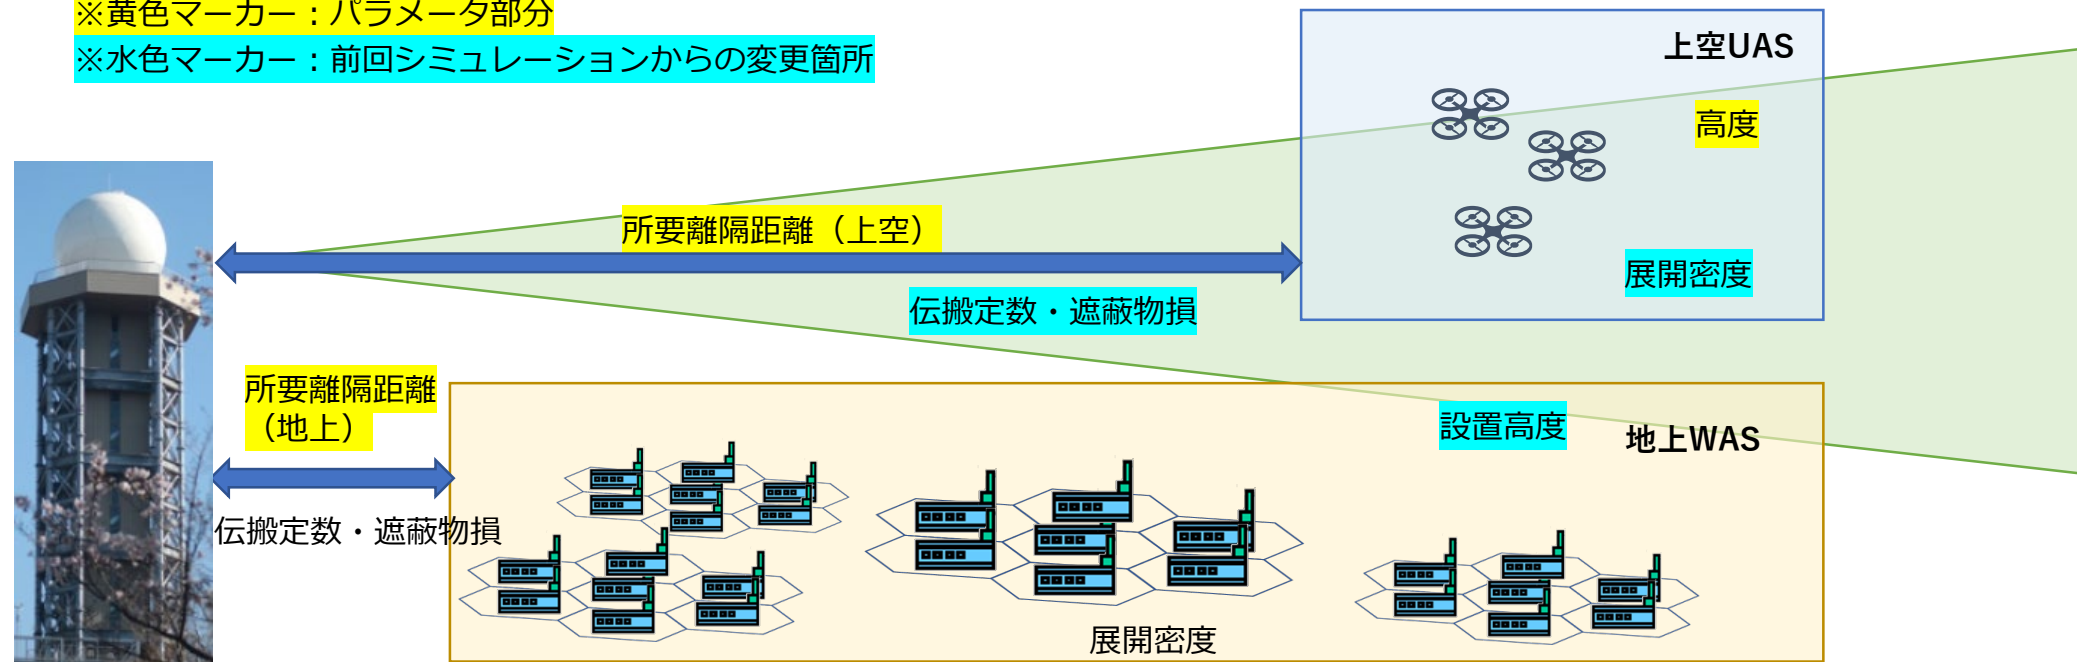 ※黄色マーカー：パラメータ部分
※水色マーカー：前回シミュレーションからの変更箇所
上空UAS
高度
所要離隔距離（上空）
展開密度
伝搬定数・遮蔽物損
所要離隔距離
（地上）
設置高度
地上WAS
伝搬定数・遮蔽物損
展開密度